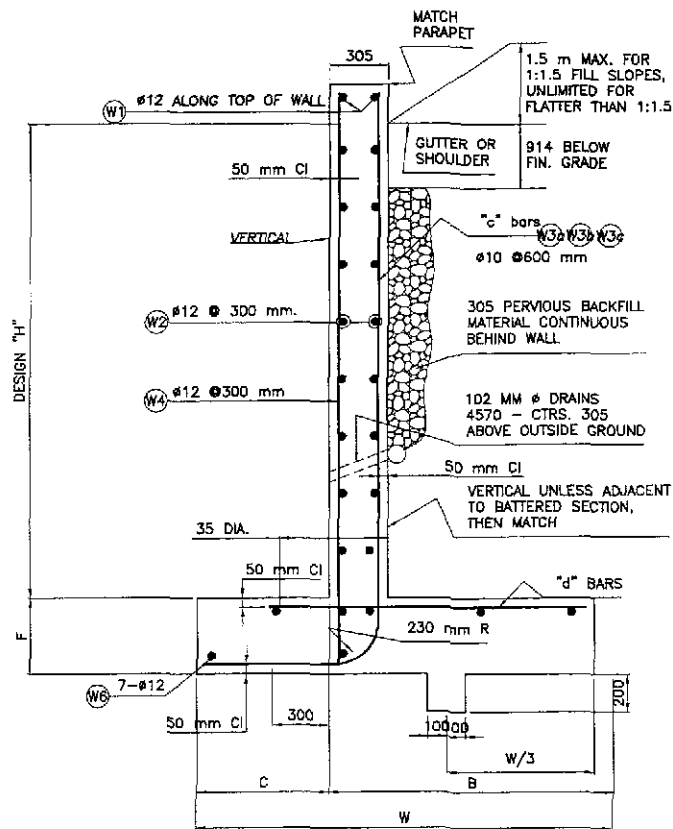 MATCH
PARAPET
305
1.5 m MAX. FOR
1:1.5 FILL SLOPES,
UNLIMITED FOR
FLATTER THAN 1:1.5
W1
ø12 ALONG TOP OF WALL
GUTTER OR
SHOULDER
914 BELOW
FIN. GRADE
50 mm Cl
"c" bars
W3a W3b W3c
ø10 @600 mm
VERTICAL
W2
ø12 @ 300 mm.
305 PERVIOUS BACKFILL
MATERIAL CONTINUOUS
BEHIND WALL
DESIGN "H"
W4
ø12 @300 mm
102 MM ø DRAINS
4570 - CTRS. 305
ABOVE OUTSIDE GROUND
50 mm Cl
VERTICAL UNLESS ADJACENT
TO BATTERED SECTION,
THEN MATCH
35 DIA.
50 mm Cl
"d" BARS
F
230 mm R
W6
7-ø12
50 mm Cl
300
200
W/3
C
B
W